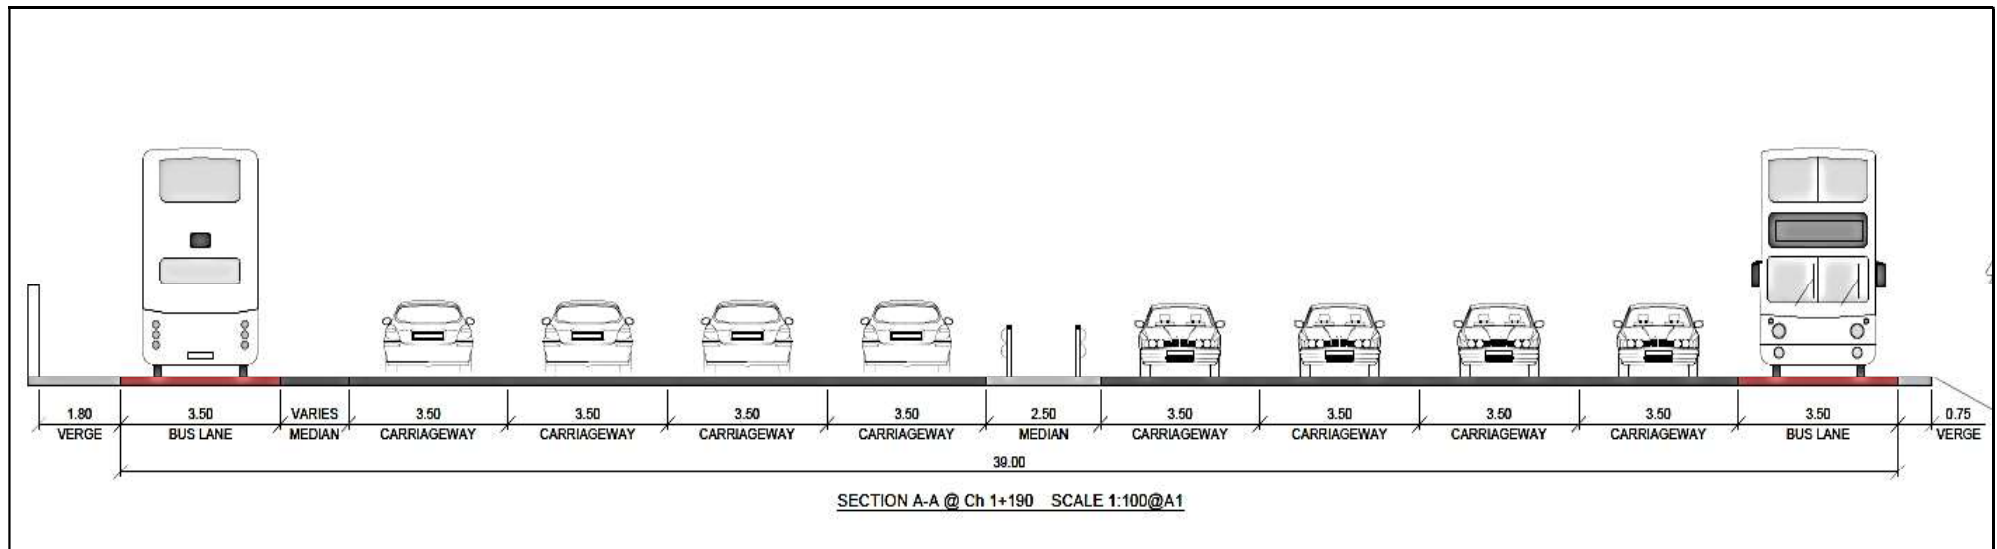 1.80 3.50 VARIES 3.50 3.50 3.50 3.50 2.50 3.50 3.50 3.50 3.50 3.50 0.75
VERGE BUS LANE MEDIAN CARRIAGEWAY CARRIAGEWAY CARRIAGEWAY CARRIAGEWAY MEDIAN CARRIAGEWAY CARRIAGEWAY CARRIAGEWAY CARRIAGEWAY BUS LANE VERGE
39.00
SECTION A-A @ Ch 1+190 SCALE 1:100@A1